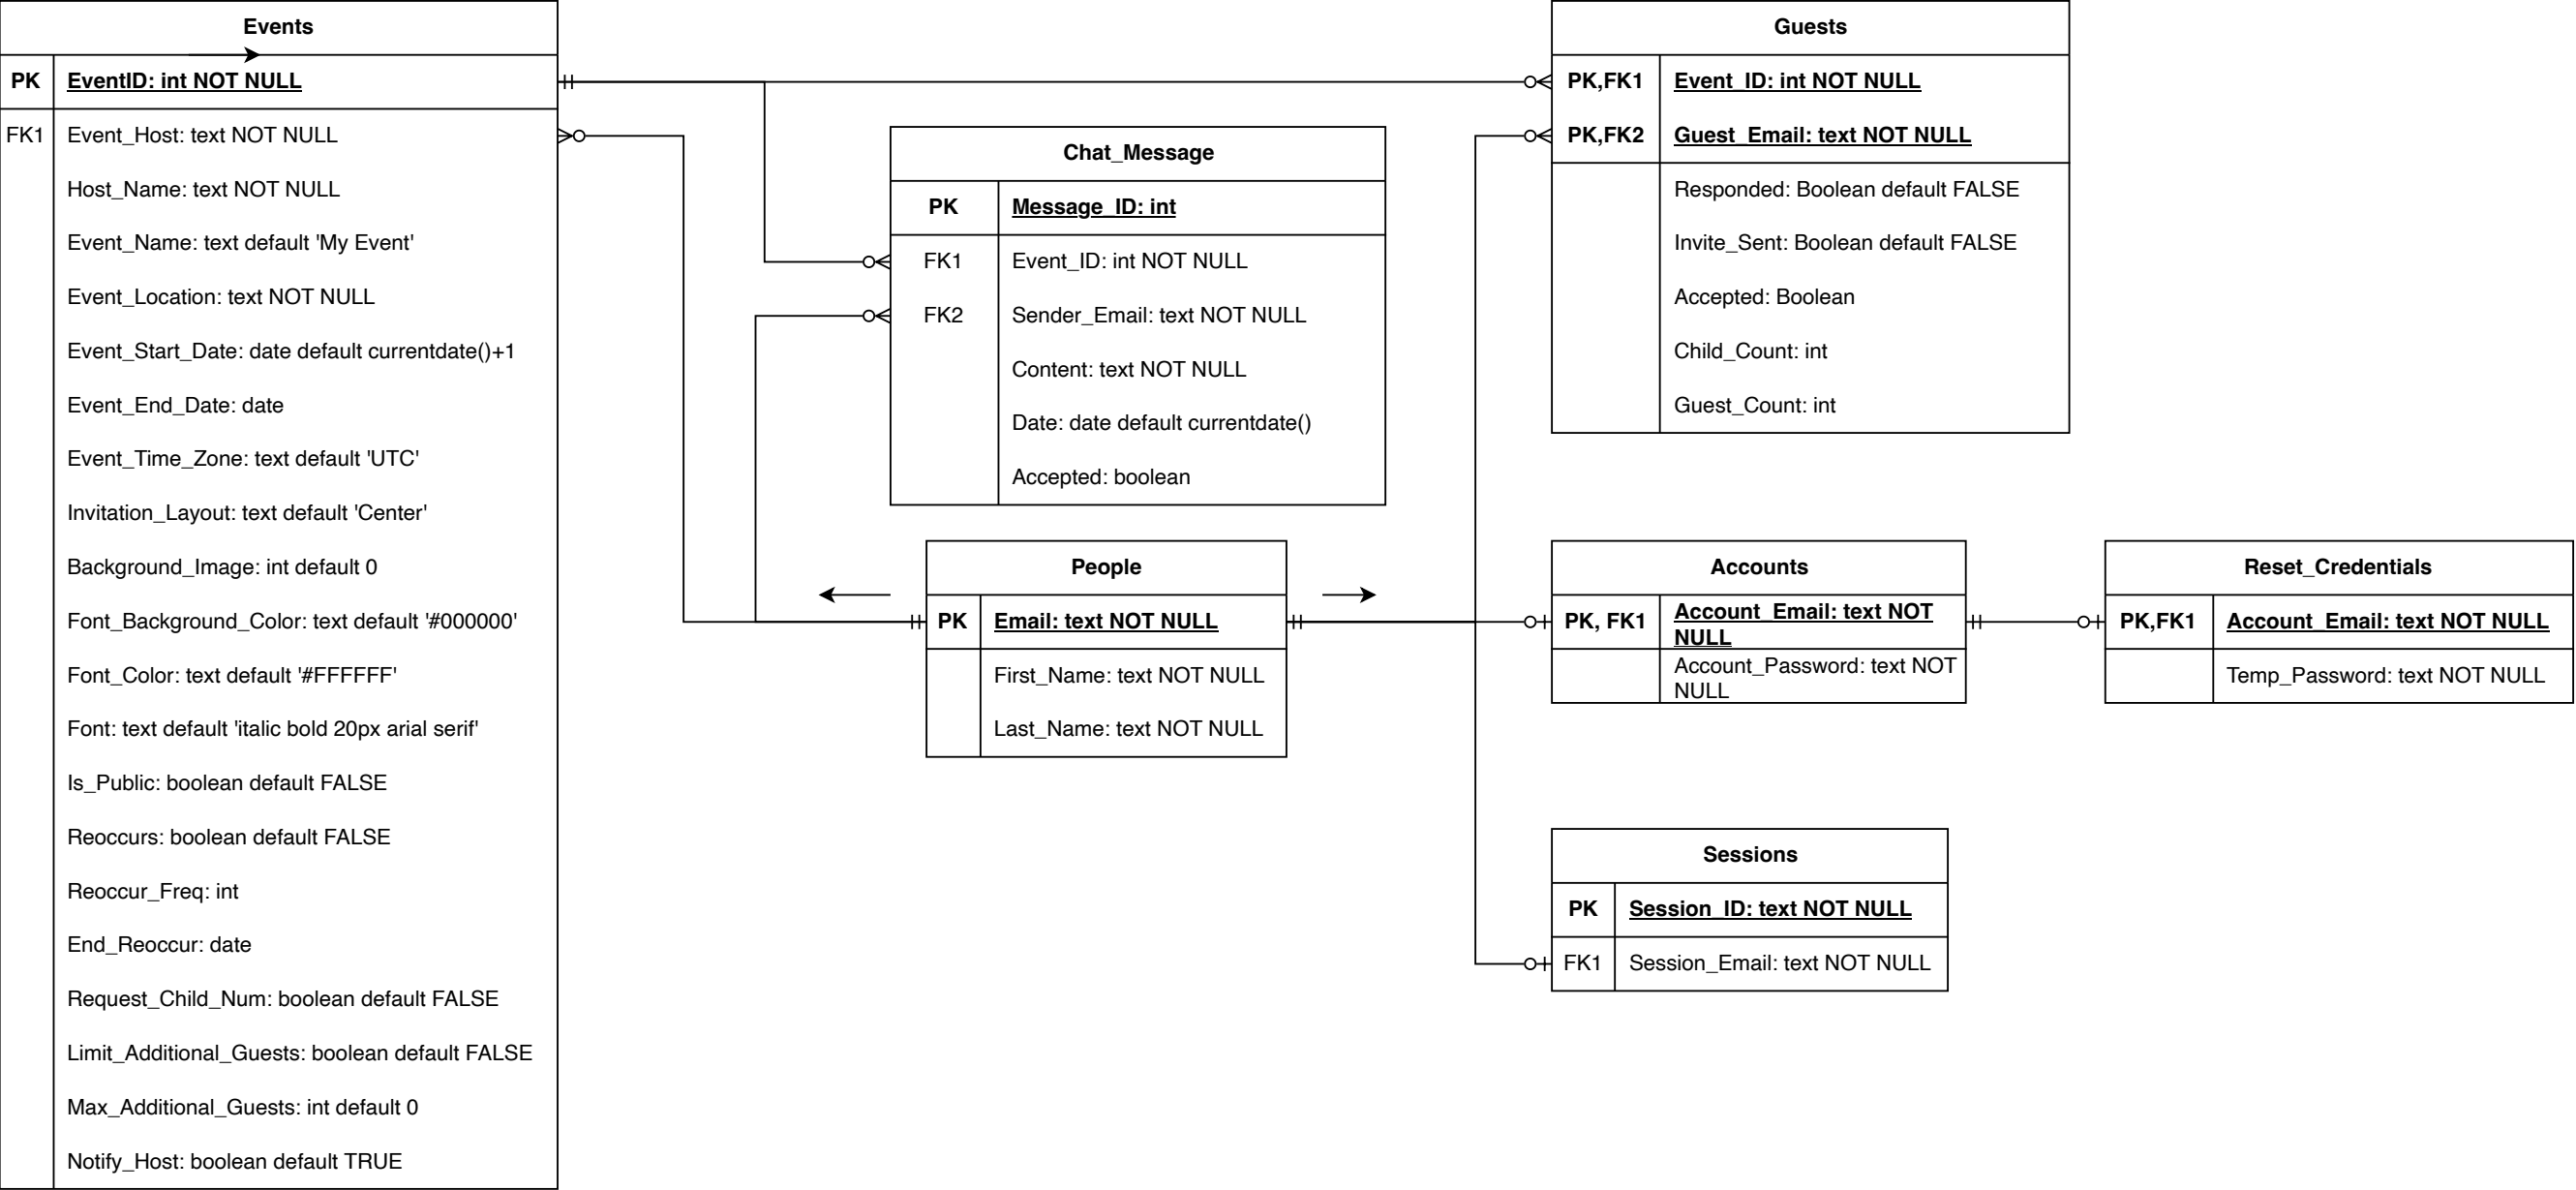 Events
PK EventID: int NOT NULL
FK1 Event_Host: text NOT NULL
Host_Name: text NOT NULL
Event_Name: text default 'My Event'
Event_Location: text NOT NULL
Event_Start_Date: date default currentdate()+1
Event_End_Date: date
Event_Time_Zone: text default 'UTC'
Invitation_Layout: text default 'Center'
Background_Image: int default 0
Font_Background_Color: text default '#000000'
Font_Color: text default '#FFFFFF'
Font: text default 'italic bold 20px arial serif'
Is_Public: boolean default FALSE
Reoccurs: boolean default FALSE
Reoccur_Freq: int
End_Reoccur: date
Request_Child_Num: boolean default FALSE
Limit_Additional_Guests: boolean default FALSE
Max_Additional_Guests: int default 0
Notify_Host: boolean default TRUE
Chat_Message
PK Message_ID: int
FK1 Event_ID: int NOT NULL
FK2 Sender_Email: text NOT NULL
Content: text NOT NULL
Date: date default currentdate()
Accepted: boolean
People
PK Email: text NOT NULL
First_Name: text NOT NULL
Last_Name: text NOT NULL
Guests
PK,FK1 Event_ID: int NOT NULL
PK,FK2 Guest_Email: text NOT NULL
Responded: Boolean default FALSE
Invite_Sent: Boolean default FALSE
Accepted: Boolean
Child_Count: int
Guest_Count: int
Accounts
PK, FK1 Account_Email: text NOT
NULL
Account_Password: text NOT
NULL
Reset_Credentials
PK,FK1 Account_Email: text NOT NULL
Temp_Password: text NOT NULL
Sessions
PK Session_ID: text NOT NULL
FK1 Session_Email: text NOT NULL